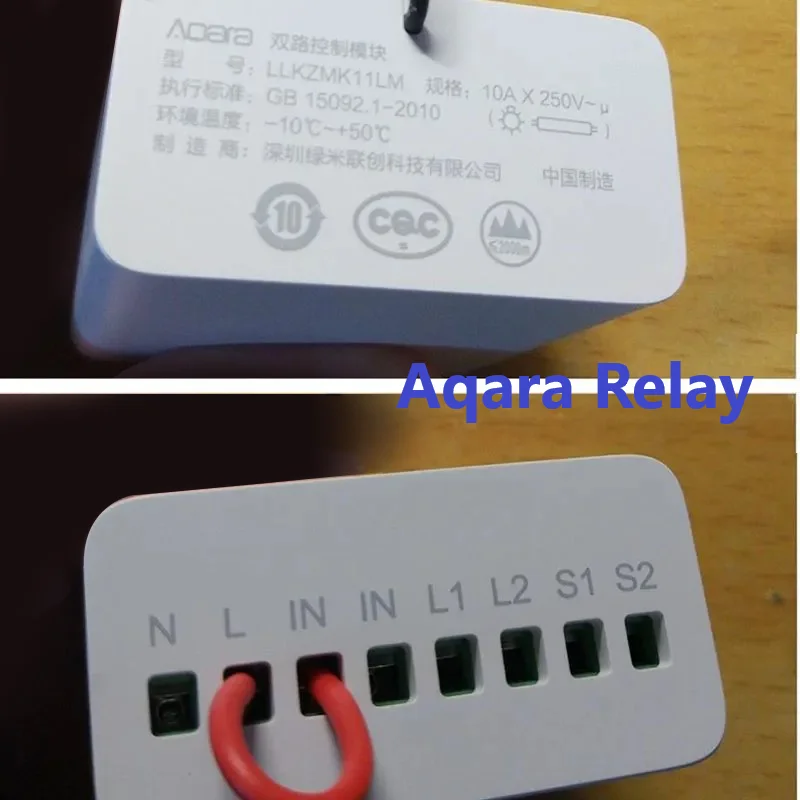 Aqara 双路控制模块
型 号: LLKZMK11LM 规格: 10A X 250V~ μ
执行标准: GB 15092.1-2010 ( )
环境温度: -10℃~+50℃
制 造 商: 深圳绿米联创科技有限公司 中国制造
10 CQC ≤2000m
Aqara Relay
N L IN IN L1 L2 S1 S2